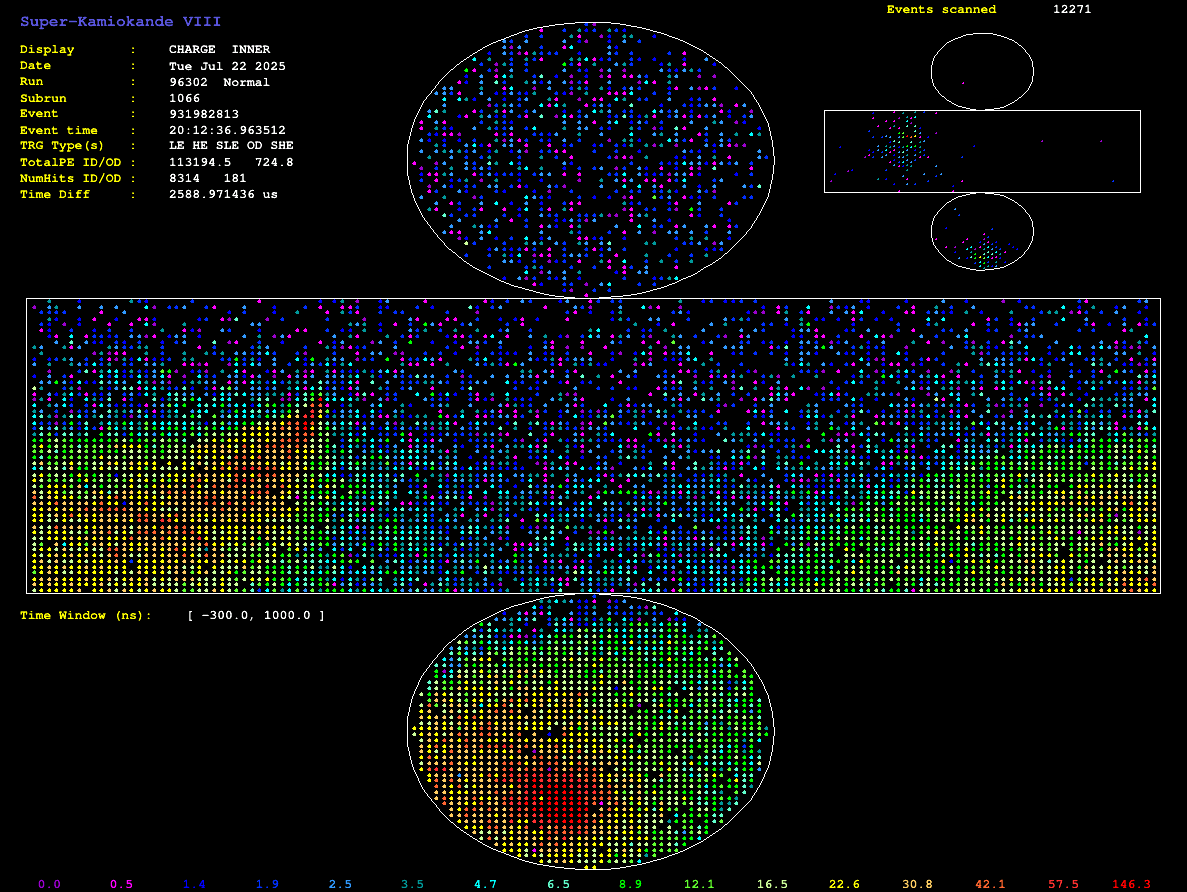 Super-Kamiokande VIII
Events scanned 12271
Display : CHARGE INNER
Date : Tue Jul 22 2025
Run : 96302 Normal
Subrun : 1066
Event : 931982813
Event time : 20:12:36.963512
TRG Type(s) : LE HE SLE OD SHE
TotalPE ID/OD : 113194.5 724.8
NumHits ID/OD : 8314 181
Time Diff : 2588.971436 us
Time Window (ns): [ -300.0, 1000.0 ]
0.0 0.5 1.4 1.9 2.5 3.5 4.7 6.5 8.9 12.1 16.5 22.6 30.8 42.1 57.5 146.3